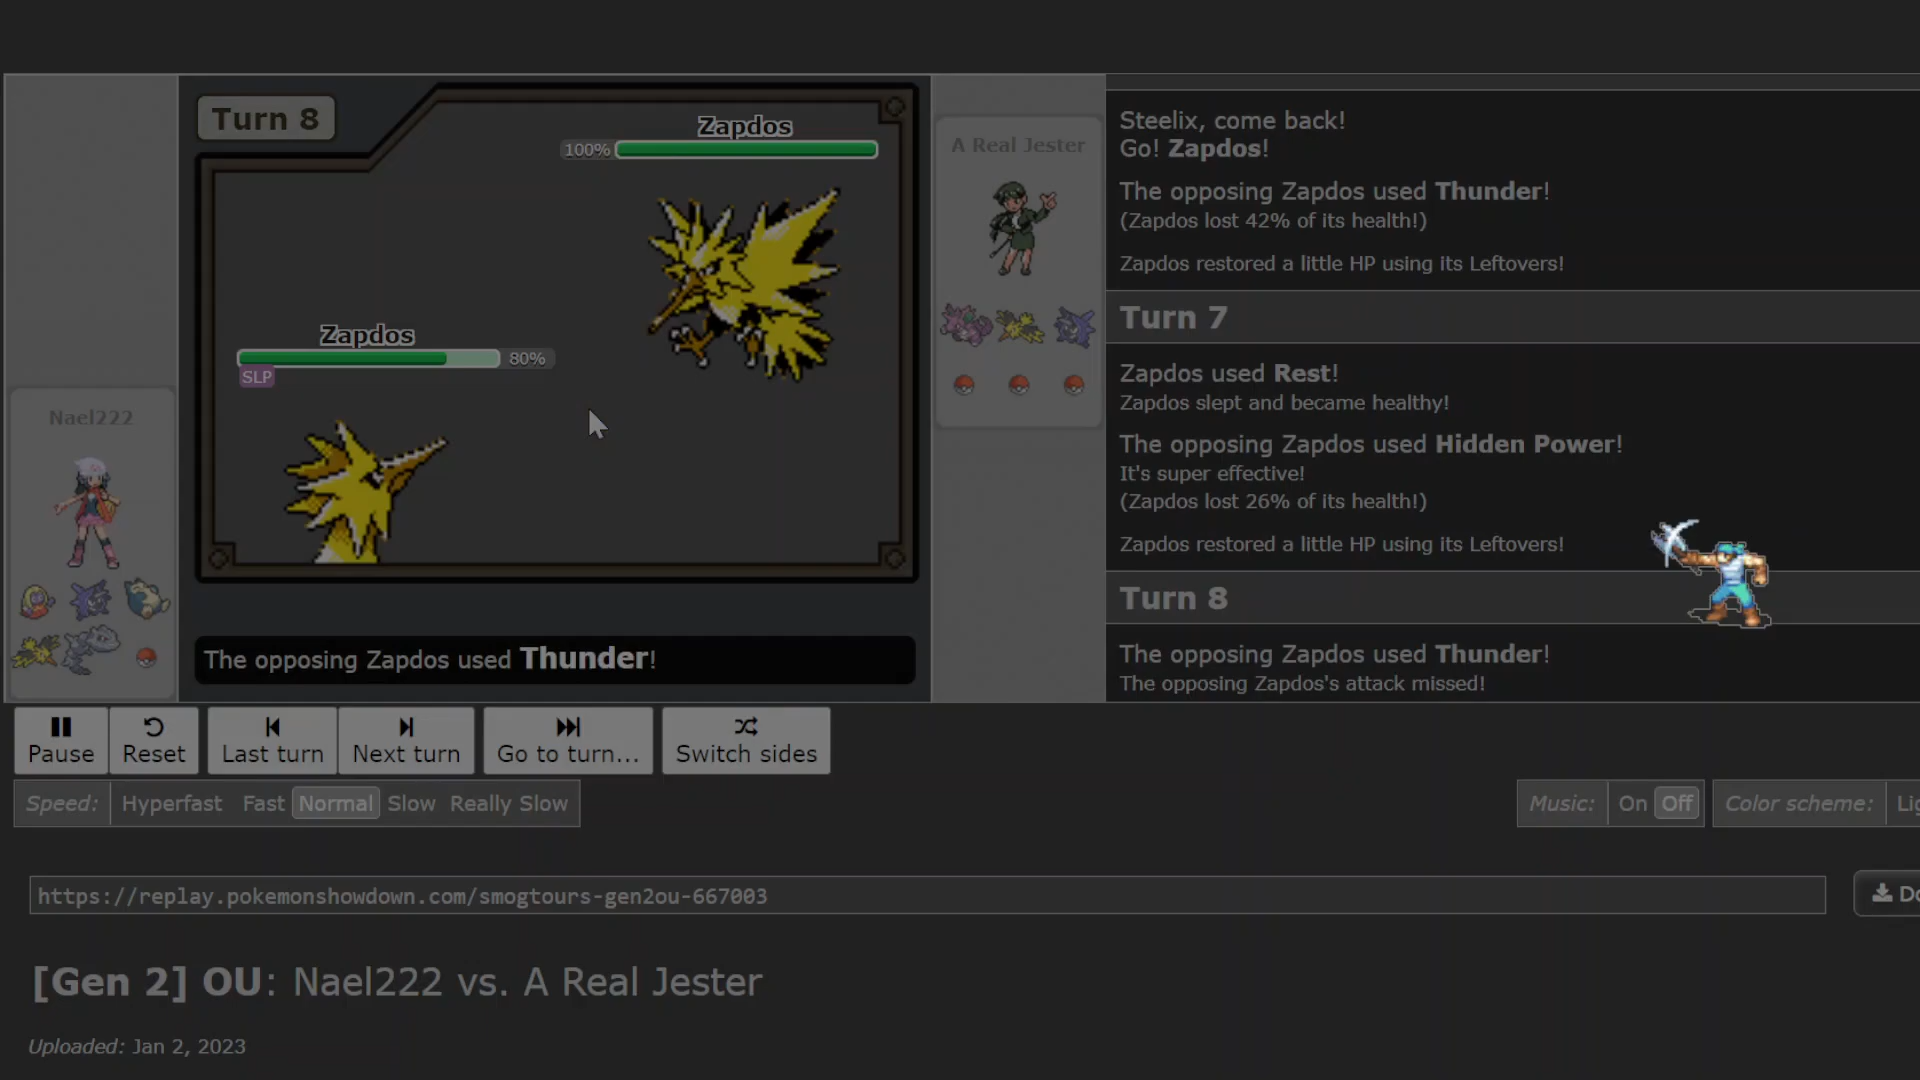 Turn 8
Zapdos
100%
Zapdos
80%
SLP
Nael222
A Real Jester
The opposing Zapdos used Thunder!
Steelix, come back!
Go! Zapdos!
The opposing Zapdos used Thunder!
(Zapdos lost 42% of its health!)
Zapdos restored a little HP using its Leftovers!
Turn 7
Zapdos used Rest!
Zapdos slept and became healthy!
The opposing Zapdos used Hidden Power!
It's super effective!
(Zapdos lost 26% of its health!)
Zapdos restored a little HP using its Leftovers!
Turn 8
The opposing Zapdos used Thunder!
The opposing Zapdos's attack missed!
Pause Reset Last turn Next turn Go to turn... Switch sides
Speed: Hyperfast Fast Normal Slow Really Slow
Music: On Off Color scheme:
https://replay.pokemonshowdown.com/smogtours-gen2ou-667003
[Gen 2] OU: Nael222 vs. A Real Jester
Uploaded: Jan 2, 2023